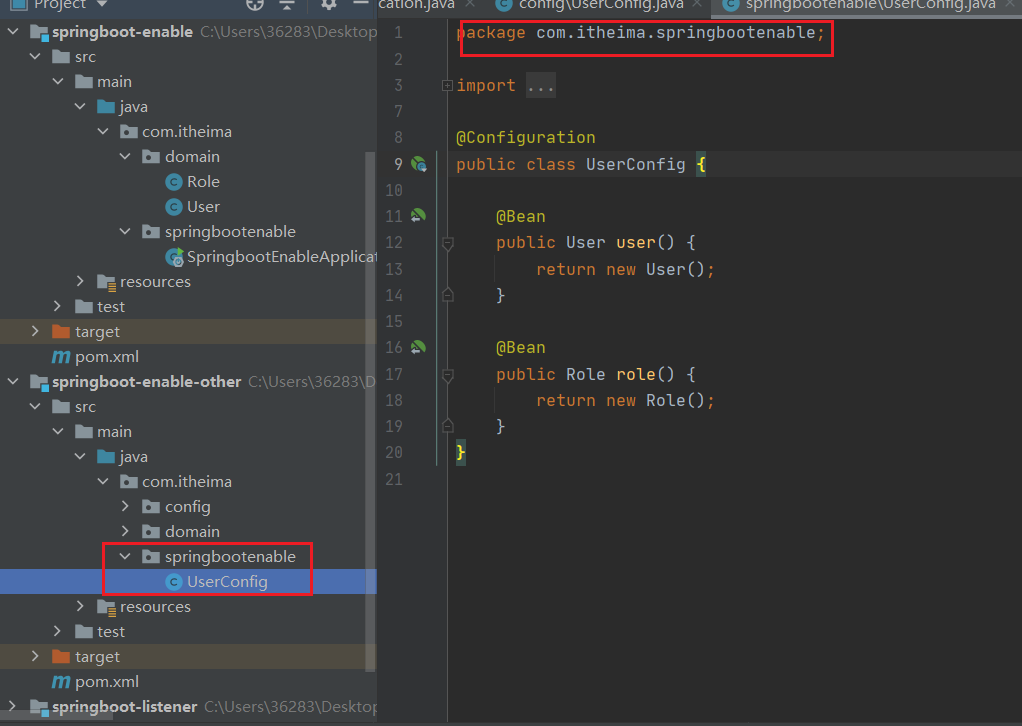 Project
springboot-enable C:\Users\36283\Desktop
src
main
java
com.itheima
domain
Role
User
springbootenable
SpringbootEnableApplicat
resources
test
target
pom.xml
springboot-enable-other C:\Users\36283\D
src
main
java
com.itheima
config
domain
springbootenable
UserConfig
resources
test
target
pom.xml
springboot-listener C:\Users\36283\Desktop
cation.java config\UserConfig.java springbootenable\UserConfig.java
1 package com.itheima.springbootenable;
2
3 import ...
7
8 @Configuration
9 public class UserConfig {
10
11 @Bean
12 public User user() {
13 return new User();
14 }
15
16 @Bean
17 public Role role() {
18 return new Role();
19 }
20 }
21